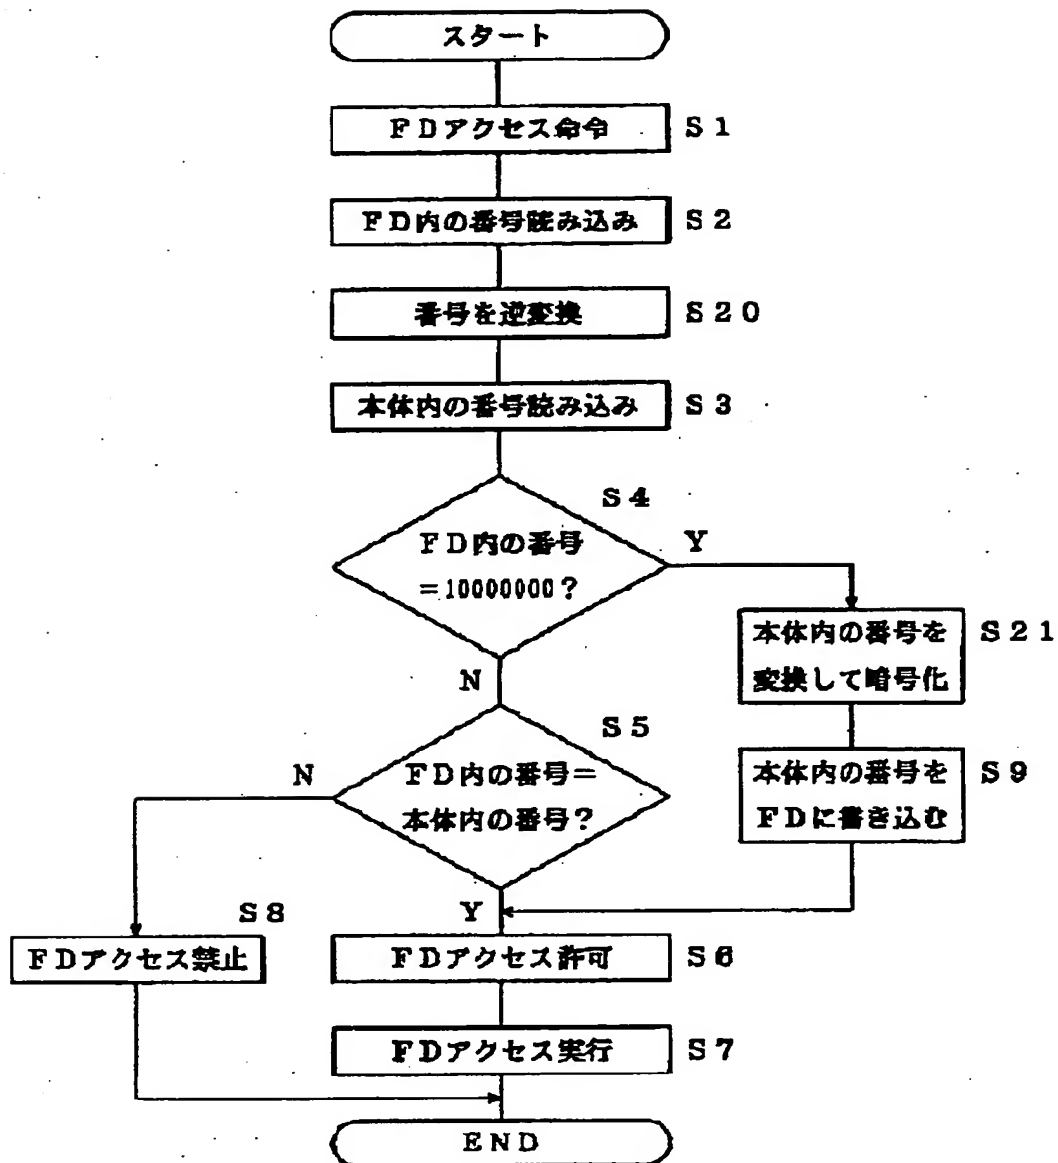 スタート
FDアクセス命令 S1
FD内の番号読み込み S2
番号を逆変換 S20
本体内の番号読み込み S3
S4
FD内の番号
=10000000?
Y
本体内の番号を
変換して暗号化
S21
N
S5
FD内の番号=
本体内の番号?
N
本体内の番号を
FDに書き込む
S9
Y
S8
FDアクセス禁止
FDアクセス許可 S6
FDアクセス実行 S7
END